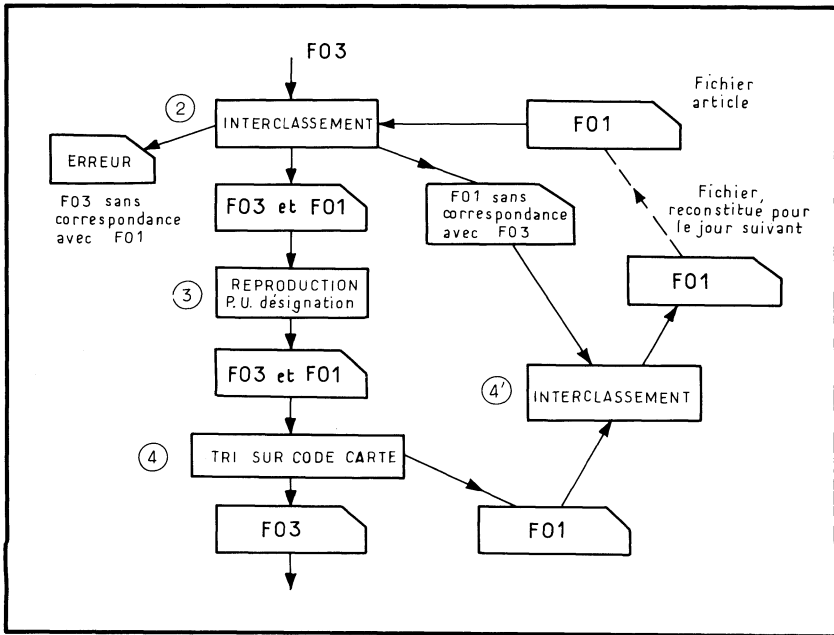 F03
2
INTERCLASSEMENT
Fichier
article
F01
ERREUR
F03 sans
correspondance
avec F01
F03 et F01
F01 sans
correspondance
avec F03
Fichier,
reconstitué pour
le jour suivant
F01
3
REPRODUCTION
P.U. désignation
F03 et F01
4'
INTERCLASSEMENT
4
TRI SUR CODE CARTE
F03
F01